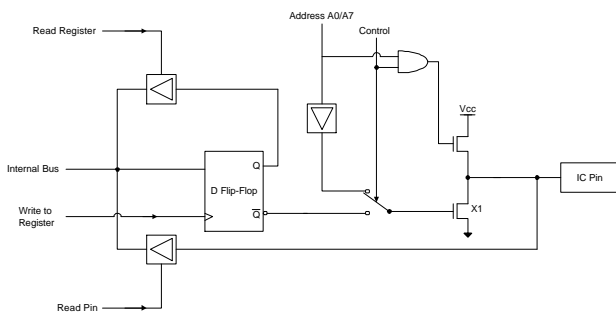 Address A0/A7
Read Register
Control
Vcc
Internal Bus
Q
D Flip-Flop
IC Pin
Write to
Register
Q
X1
Read Pin